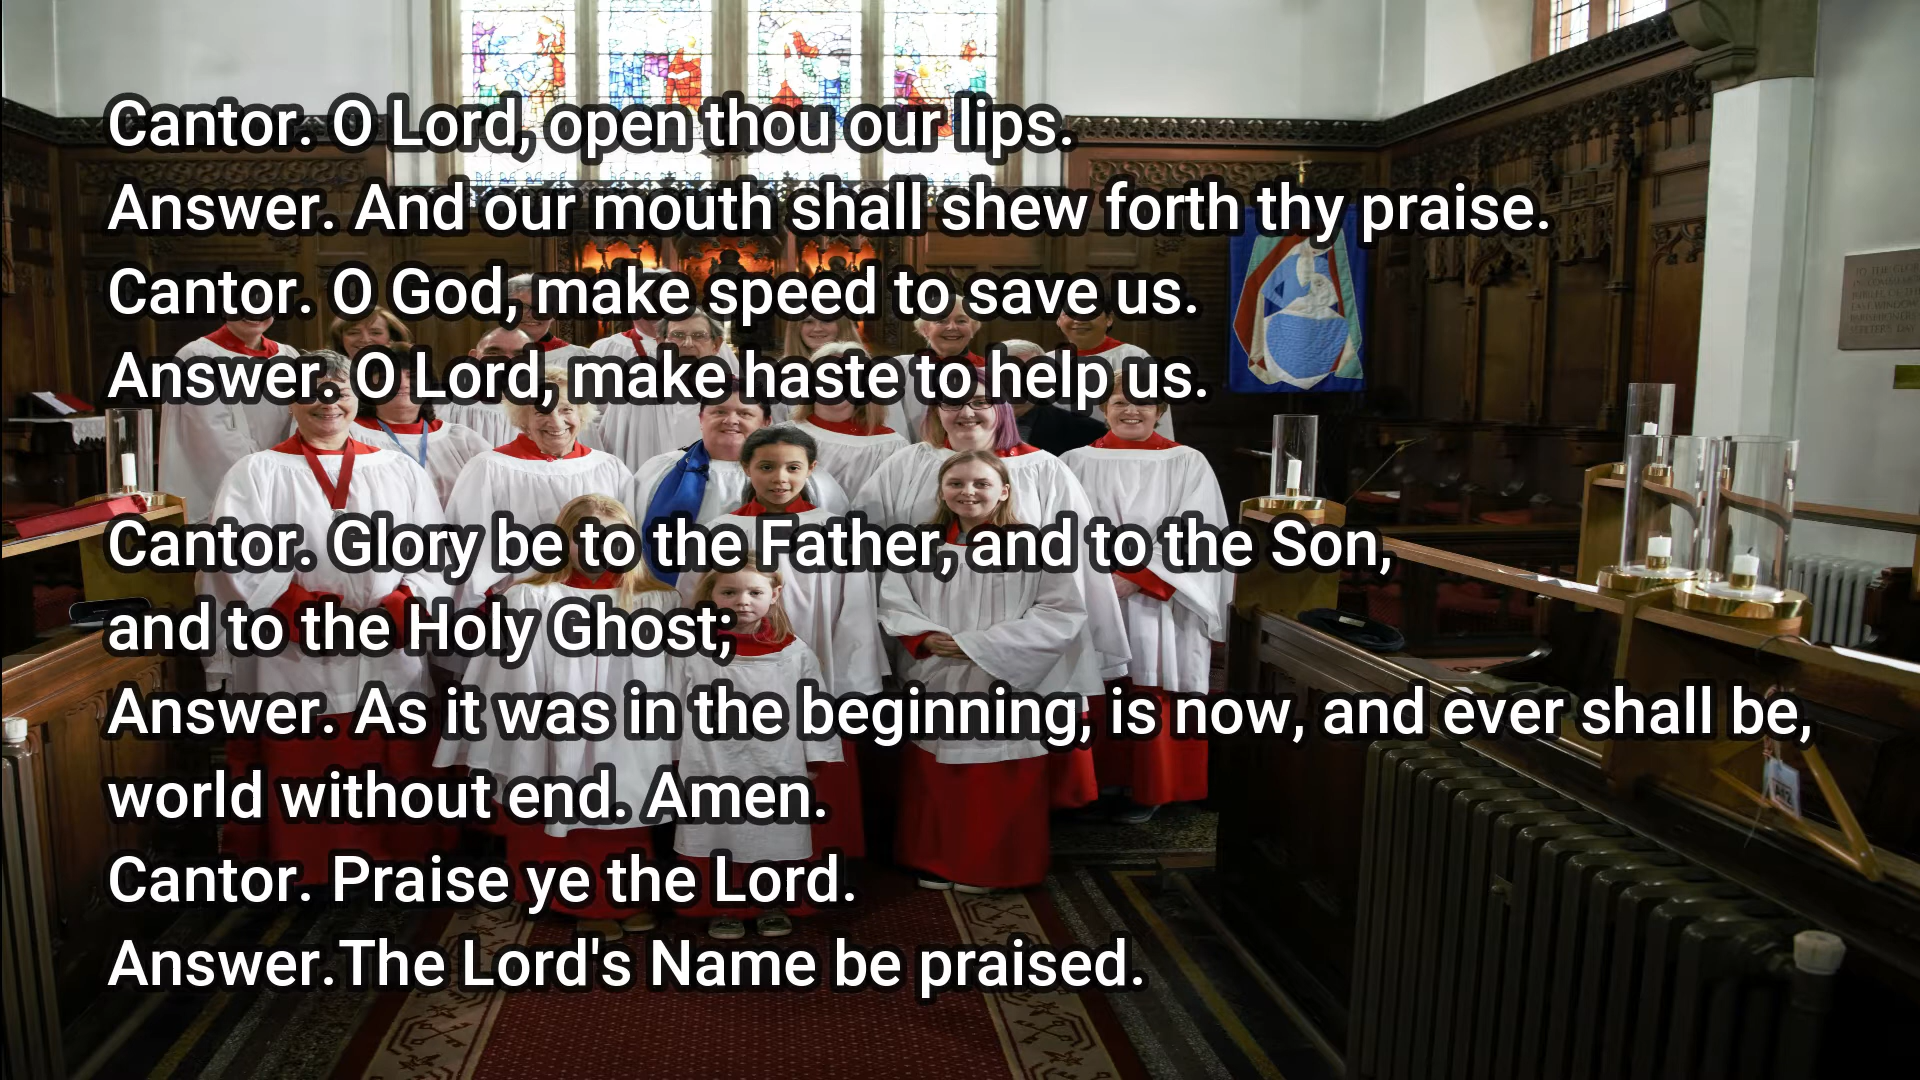 Cantor. O Lord, open thou our lips.
Answer. And our mouth shall shew forth thy praise.
Cantor. O God, make speed to save us.
Answer. O Lord, make haste to help us.
Cantor. Glory be to the Father, and to the Son,
and to the Holy Ghost;
Answer. As it was in the beginning, is now, and ever shall be,
world without end. Amen.
Cantor. Praise ye the Lord.
Answer.The Lord's Name be praised.